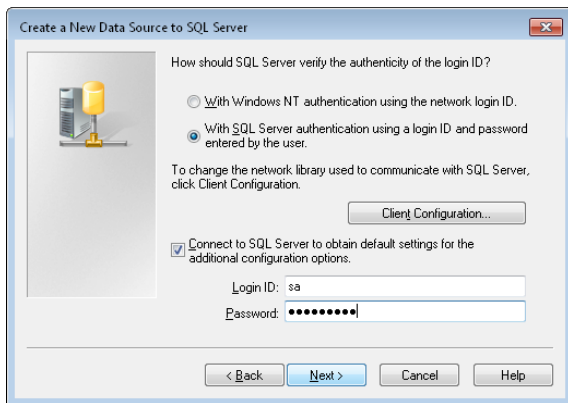 Create a New Data Source to SQL Server
How should SQL Server verify the authenticity of the login ID?
With Windows NT authentication using the network login ID.
With SQL Server authentication using a login ID and password
entered by the user.
To change the network library used to communicate with SQL Server,
click Client Configuration.
Client Configuration...
Connect to SQL Server to obtain default settings for the
additional configuration options.
Login ID: sa
Password: ●●●●●●●●●
< Back Next > Cancel Help